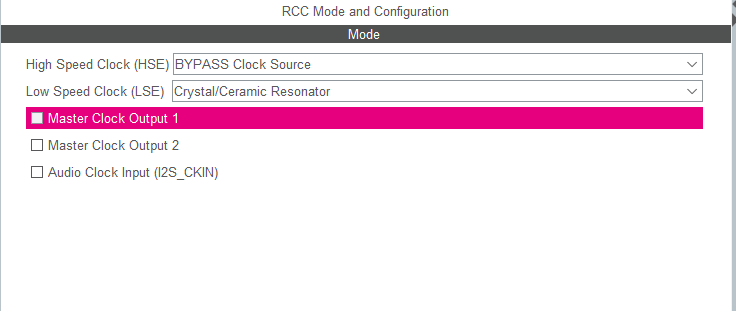 RCC Mode and Configuration
Mode
High Speed Clock (HSE) BYPASS Clock Source
Low Speed Clock (LSE) Crystal/Ceramic Resonator
Master Clock Output 1
Master Clock Output 2
Audio Clock Input (I2S_CKIN)